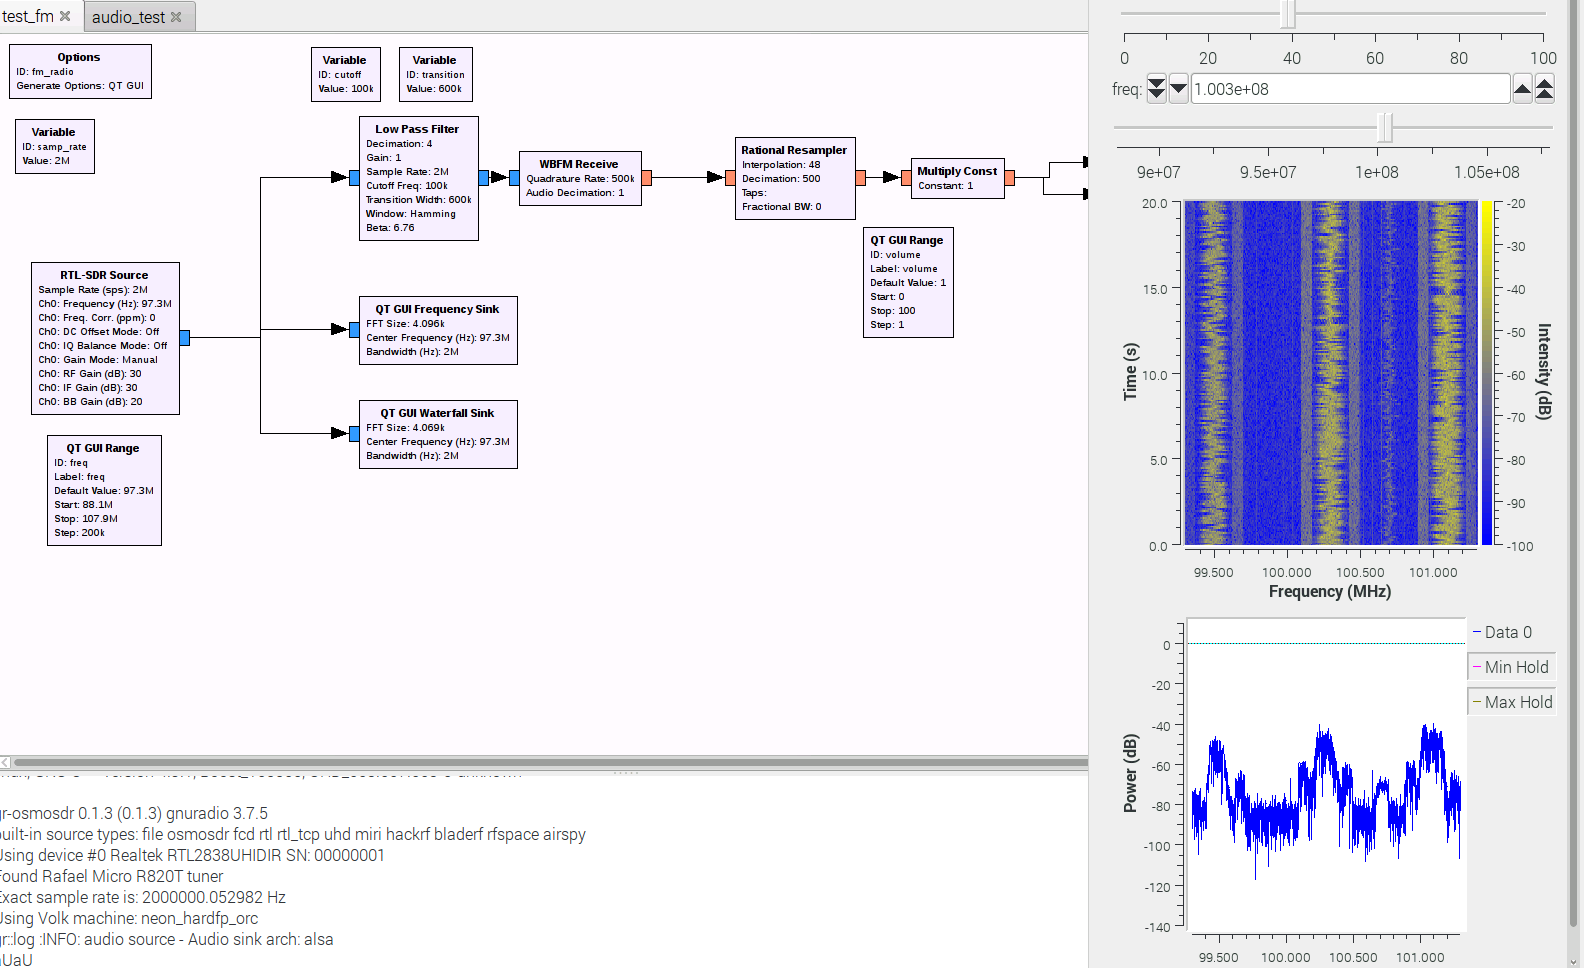 test_fm
audio_test
Options
ID: fm_radio
Generate Options: QT GUI
Variable
ID: samp_rate
Value: 2M
Variable
ID: cutoff
Value: 100k
Variable
ID: transition
Value: 600k
Low Pass Filter
Decimation: 4
Gain: 1
Sample Rate: 2M
Cutoff Freq: 100k
Transition Width: 600k
Window: Hamming
Beta: 6.76
WBFM Receive
Quadrature Rate: 500k
Audio Decimation: 1
Rational Resampler
Interpolation: 48
Decimation: 500
Taps:
Fractional BW: 0
Multiply Const
Constant: 1
QT GUI Range
ID: volume
Label: volume
Default Value: 1
Start: 0
Stop: 100
Step: 1
RTL-SDR Source
Sample Rate (sps): 2M
Ch0: Frequency (Hz): 97.3M
Ch0: Freq. Corr. (ppm): 0
Ch0: DC Offset Mode: Off
Ch0: IQ Balance Mode: Off
Ch0: Gain Mode: Manual
Ch0: RF Gain (dB): 30
Ch0: IF Gain (dB): 30
Ch0: BB Gain (dB): 20
QT GUI Frequency Sink
FFT Size: 4.096k
Center Frequency (Hz): 97.3M
Bandwidth (Hz): 2M
QT GUI Waterfall Sink
FFT Size: 4.069k
Center Frequency (Hz): 97.3M
Bandwidth (Hz): 2M
QT GUI Range
ID: freq
Label: freq
Default Value: 97.3M
Start: 88.1M
Stop: 107.9M
Step: 200k
gr-osmosdr 0.1.3 (0.1.3) gnuradio 3.7.5
built-in source types: file osmosdr fcd rtl rtl_tcp uhd miri hackrf bladerf rfspace airspy
Using device #0 Realtek RTL2838UHIDIR SN: 00000001
Found Rafael Micro R820T tuner
Exact sample rate is: 2000000.052982 Hz
Using Volk machine: neon_hardfp_orc
gr::log :INFO: audio source - Audio sink arch: alsa
aUaU
0 20 40 60 80 100
freq: 1.003e+08
9e+07 9.5e+07 1e+08 1.05e+08
20.0
15.0
10.0
5.0
0.0
Time (s)
99.500 100.000 100.500 101.000
Frequency (MHz)
-20
-30
-40
-50
-60
-70
-80
-90
-100
Intensity (dB)
0
-20
-40
-60
-80
-100
-120
-140
Power (dB)
99.500 100.000 100.500 101.000
Data 0
Min Hold
Max Hold